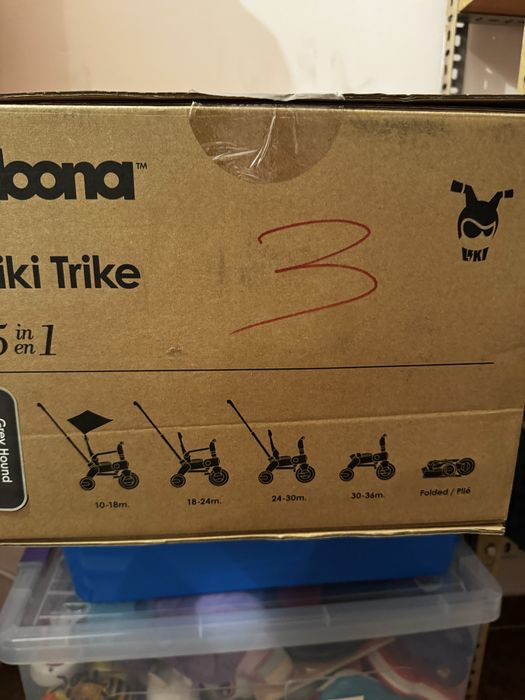 oona™
iki Trike
3
5 in en 1
LiKi
Grey Hound
10-18m.
18-24m.
24-30m.
30-36m.
Folded / Plié